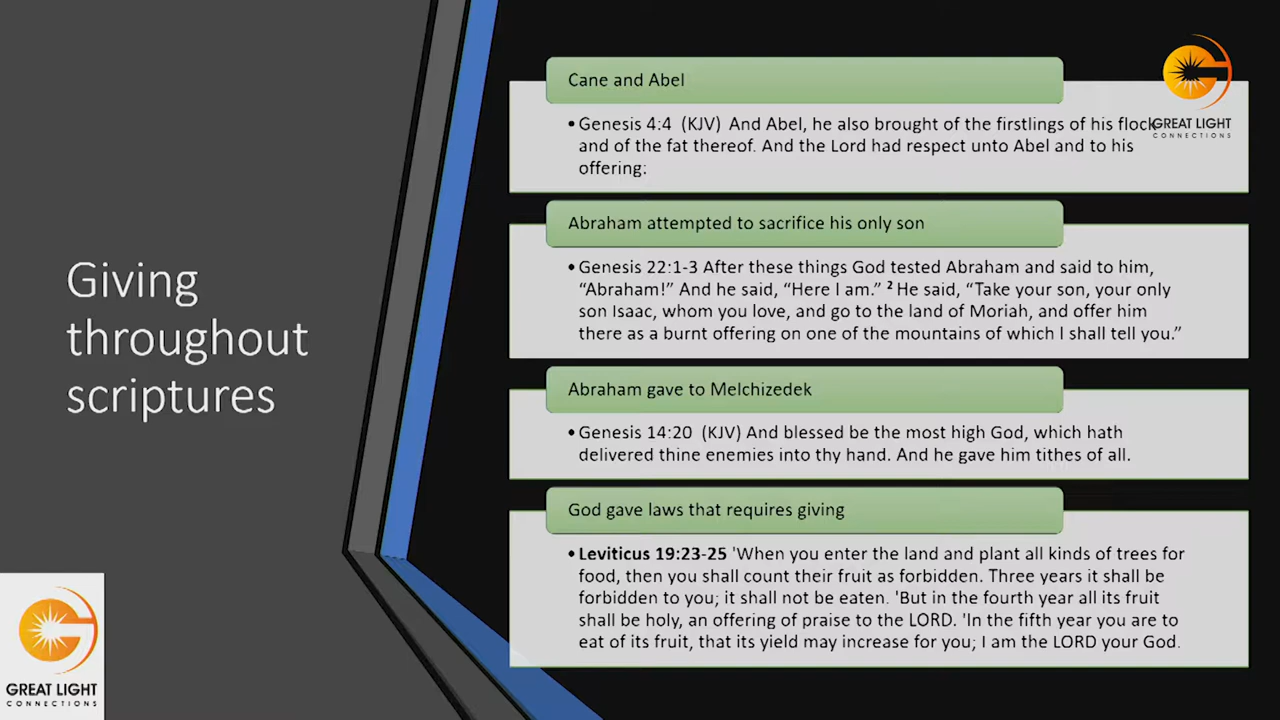 Giving
throughout
scriptures
Cane and Abel
•Genesis 4:4 (KJV) And Abel, he also brought of the firstlings of his flock
and of the fat thereof. And the Lord had respect unto Abel and to his
offering:
Abraham attempted to sacrifice his only son
•Genesis 22:1-3 After these things God tested Abraham and said to him,
“Abraham!” And he said, “Here I am.” ² He said, “Take your son, your only
son Isaac, whom you love, and go to the land of Moriah, and offer him
there as a burnt offering on one of the mountains of which I shall tell you.”
Abraham gave to Melchizedek
•Genesis 14:20 (KJV) And blessed be the most high God, which hath
delivered thine enemies into thy hand. And he gave him tithes of all.
God gave laws that requires giving
•Leviticus 19:23-25 'When you enter the land and plant all kinds of trees for
food, then you shall count their fruit as forbidden. Three years it shall be
forbidden to you; it shall not be eaten. 'But in the fourth year all its fruit
shall be holy, an offering of praise to the LORD. 'In the fifth year you are to
eat of its fruit, that its yield may increase for you; I am the LORD your God.
GREAT LIGHT
CONNECTIONS
GREAT LIGHT
CONNECTIONS